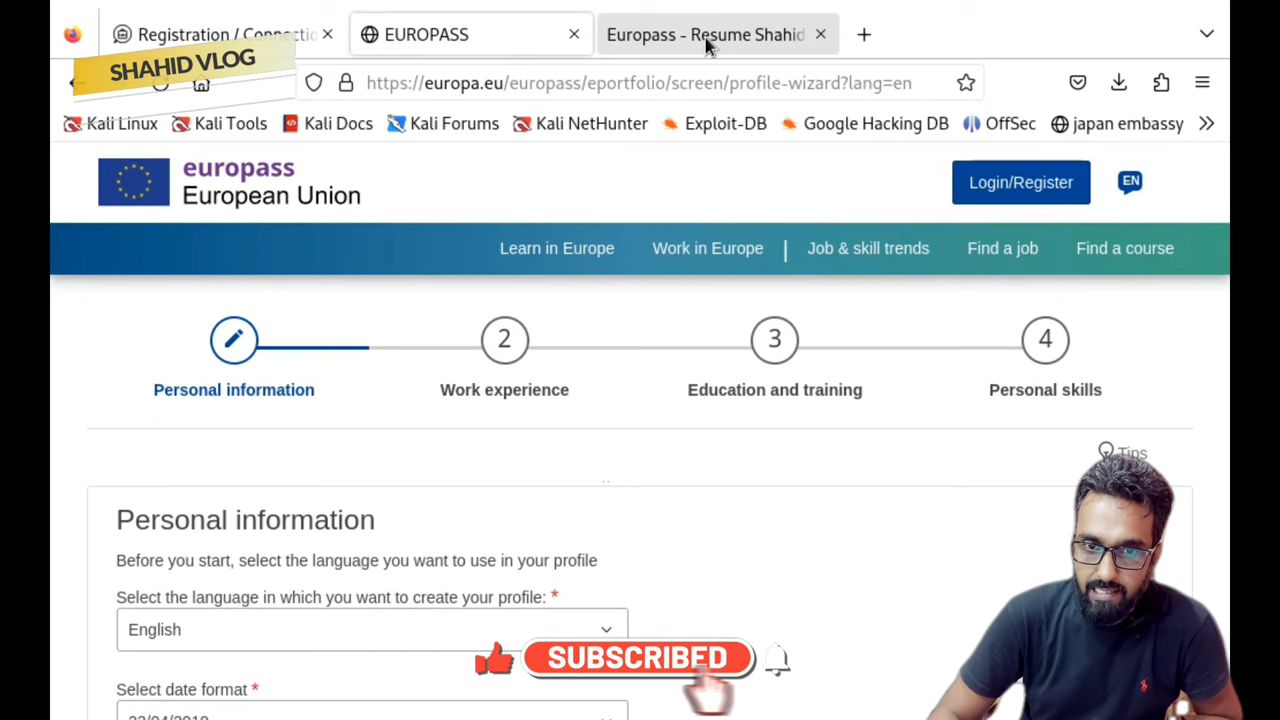 Registration / Connectio
EUROPASS
Europass - Resume Shahid
SHAHID VLOG
https://europa.eu/europass/eportfolio/screen/profile-wizard?lang=en
Kali Linux
Kali Tools
Kali Docs
Kali Forums
Kali NetHunter
Exploit-DB
Google Hacking DB
OffSec
japan embassy
europass
European Union
Login/Register
EN
Learn in Europe
Work in Europe
Job & skill trends
Find a job
Find a course
2
3
4
Personal information
Work experience
Education and training
Personal skills
Tips
Personal information
Before you start, select the language you want to use in your profile
Select the language in which you want to create your profile: *
English
SUBSCRIBED
Select date format *